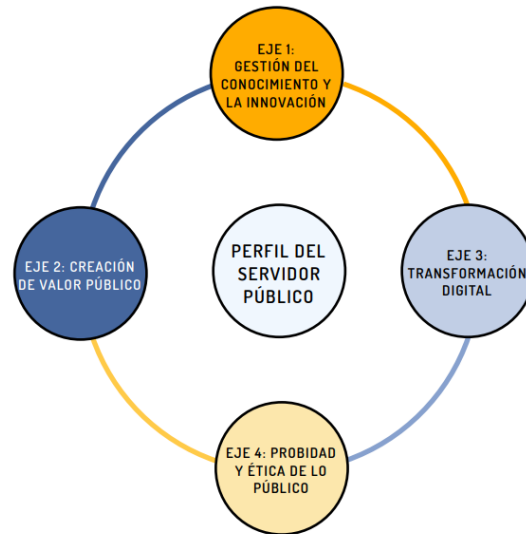 EJE 1:
GESTIÓN DEL
CONOCIMIENTO Y
LA INNOVACIÓN
EJE 2: CREACIÓN
DE VALOR PÚBLICO
PERFIL DEL
SERVIDOR
PÚBLICO
EJE 3:
TRANSFORMACIÓN
DIGITAL
EJE 4: PROBIDAD
Y ÉTICA DE LO
PÚBLICO